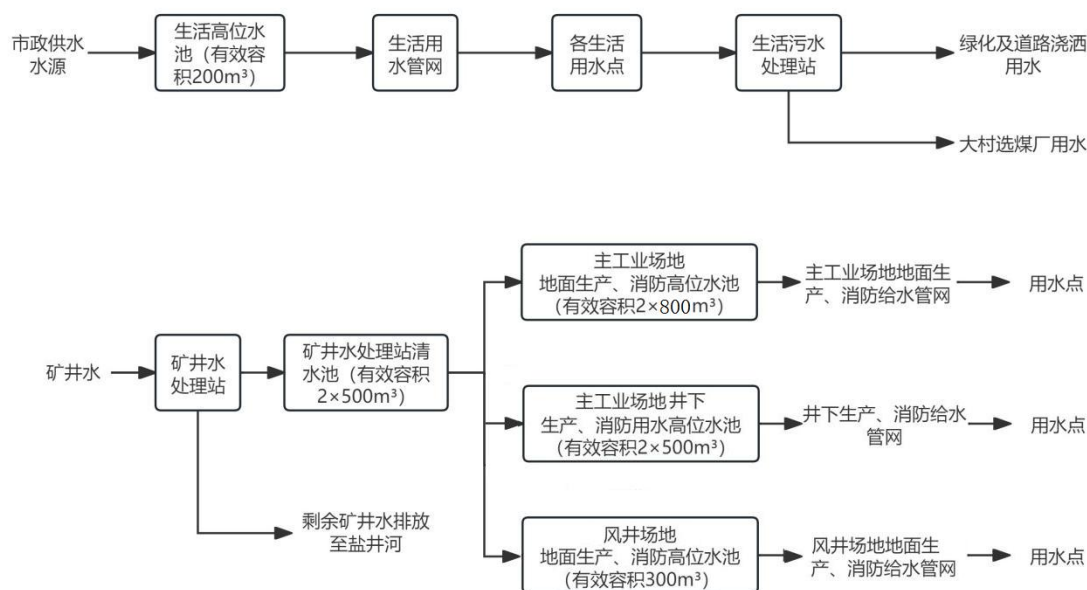 市政供水
水源
生活高位水
池（有效容
积200m³）
生活用
水管网
各生活
用水点
生活污水
处理站
绿化及道路浇洒
用水
大村选煤厂用水
主工业场地
地面生产、消防高位水池
（有效容积2×800m³）
主工业场地地面生
产、消防给水管网
用水点
矿井水
矿井水
处理站
矿井水处理站清
水池（有效容积
2×500m³）
主工业场地 井下
生产、消防用水高位水池
（有效容积2×500m³）
井下生产、消防给水
管网
用水点
剩余矿井水排放
至盐井河
风井场地
地面生产、消防高位水池
（有效容积300m³）
风井场地地面生
产、消防给水管网
用水点